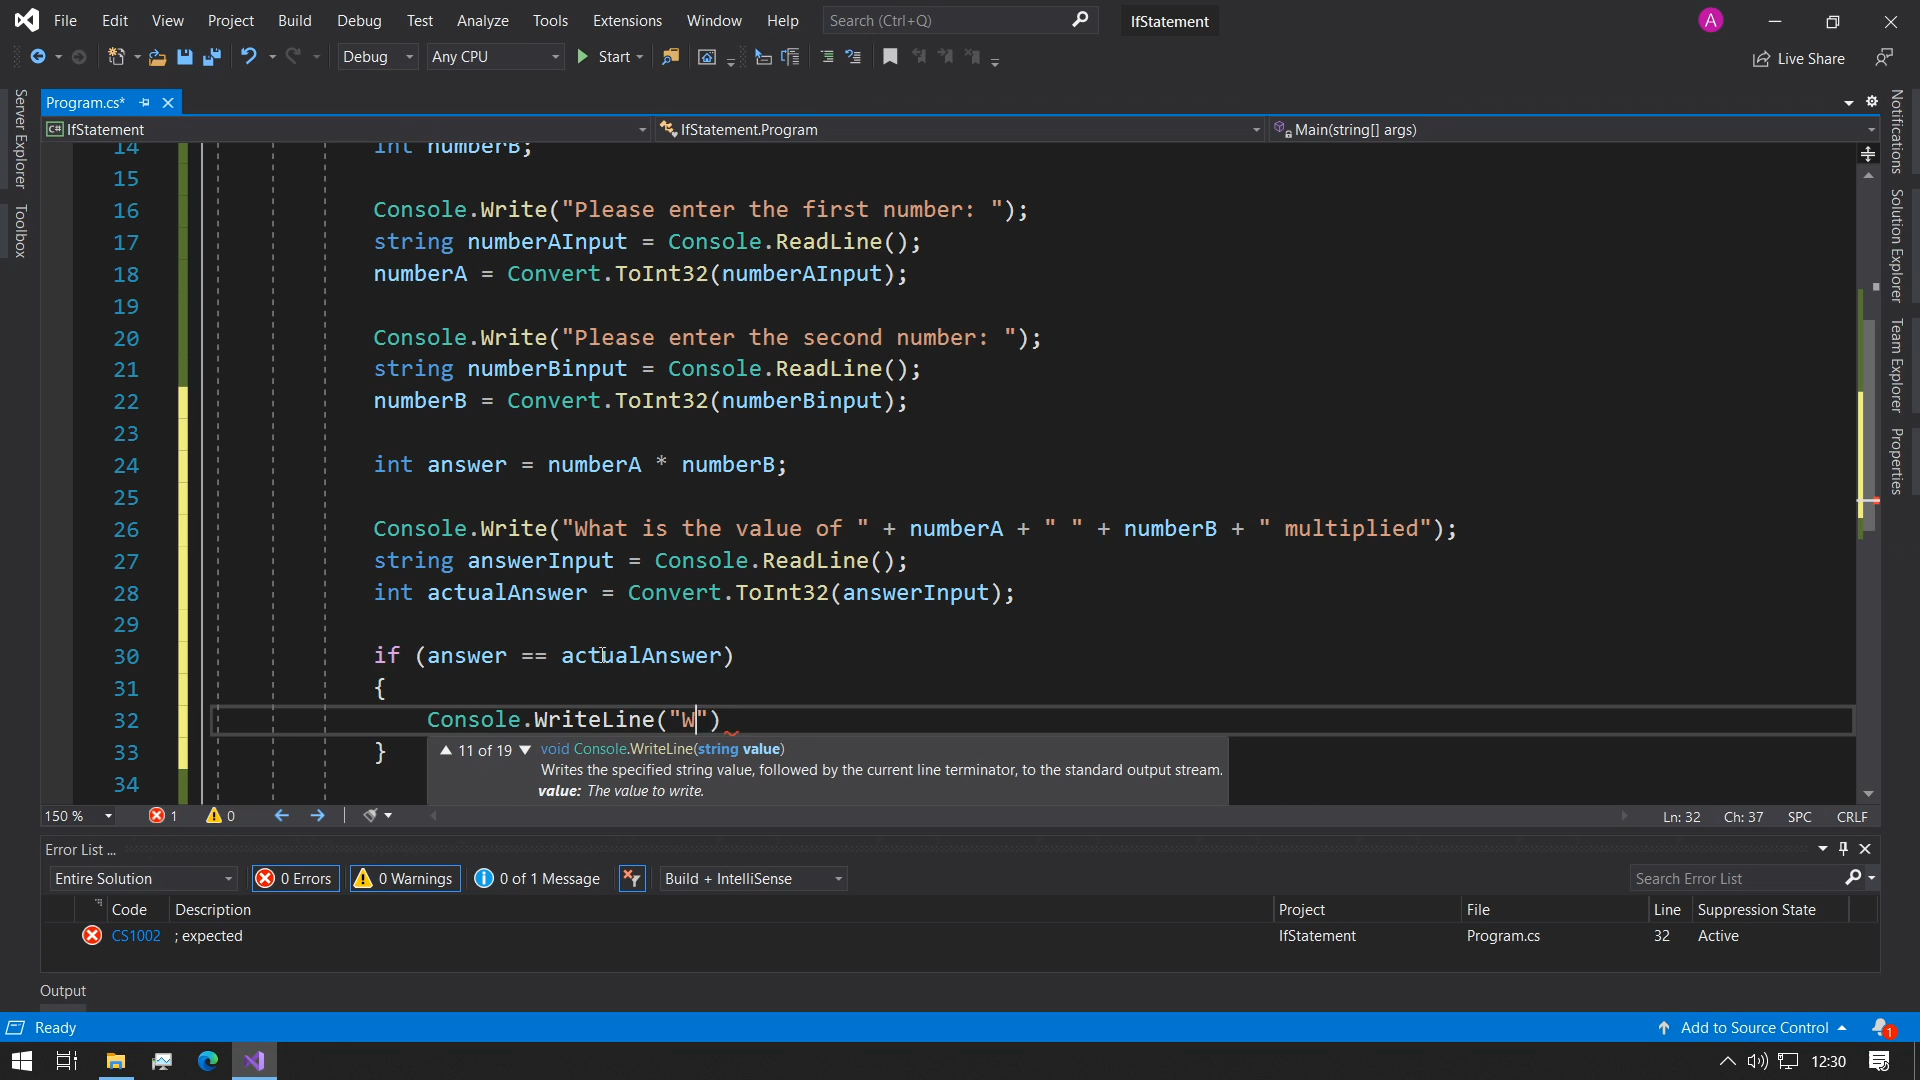 File Edit View Project Build Debug Test Analyze Tools Extensions Window Help Search (Ctrl+Q) IfStatement A
Debug Any CPU Start Live Share
Program.cs*
C# IfStatement IfStatement.Program Main(string[] args)
Server Explorer
Toolbox
Notifications
Solution Explorer
Team Explorer
Properties
14 int numberB;
15
16 Console.Write("Please enter the first number: ");
17 string numberAInput = Console.ReadLine();
18 numberA = Convert.ToInt32(numberAInput);
19
20 Console.Write("Please enter the second number: ");
21 string numberBinput = Console.ReadLine();
22 numberB = Convert.ToInt32(numberBinput);
23
24 int answer = numberA * numberB;
25
26 Console.Write("What is the value of " + numberA + " " + numberB + " multiplied");
27 string answerInput = Console.ReadLine();
28 int actualAnswer = Convert.ToInt32(answerInput);
29
30 if (answer == actualAnswer)
31 {
32 Console.WriteLine("W")
33 }
34
11 of 19 void Console.WriteLine(string value)
Writes the specified string value, followed by the current line terminator, to the standard output stream.
value: The value to write.
150 % 1 0 Ln: 32 Ch: 37 SPC CRLF
Error List ...
Entire Solution 0 Errors 0 Warnings 0 of 1 Message Build + IntelliSense Search Error List
Code Description Project File Line Suppression State
CS1002 ; expected IfStatement Program.cs 32 Active
Output
Ready Add to Source Control 1
12:30